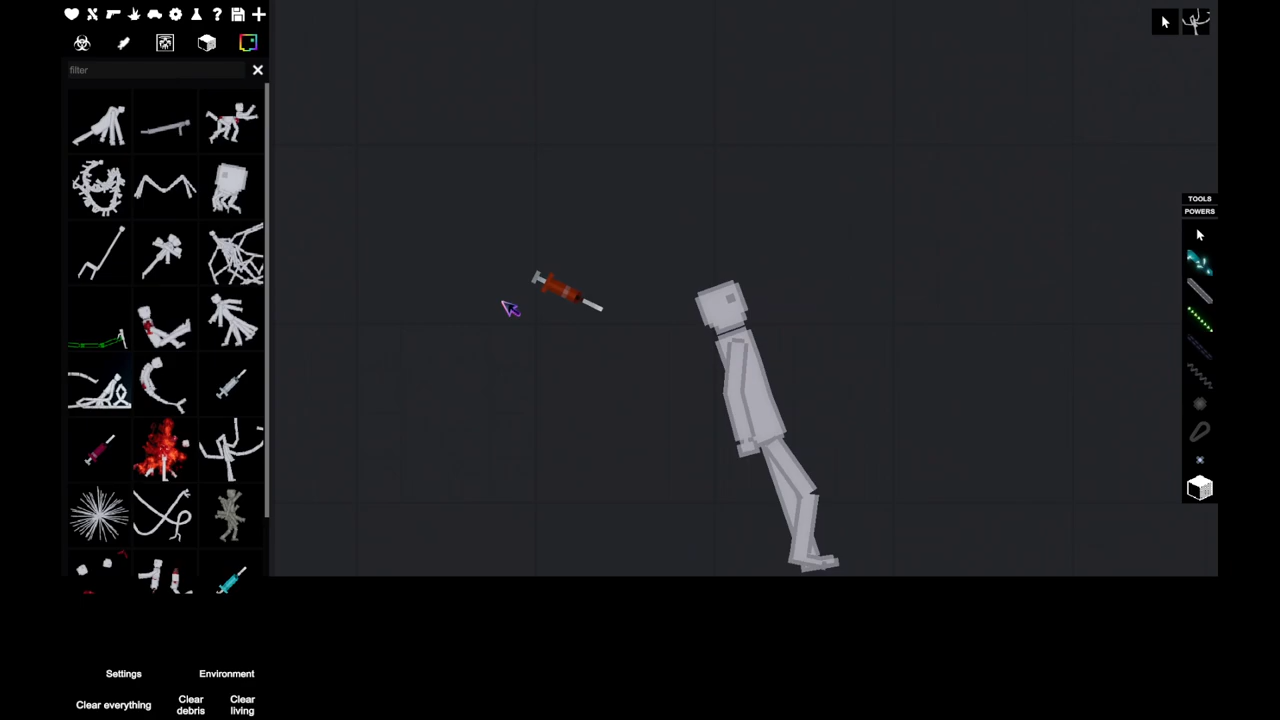 filter
TOOLS
POWERS
Settings
Environment
Clear everything
Clear debris
Clear living